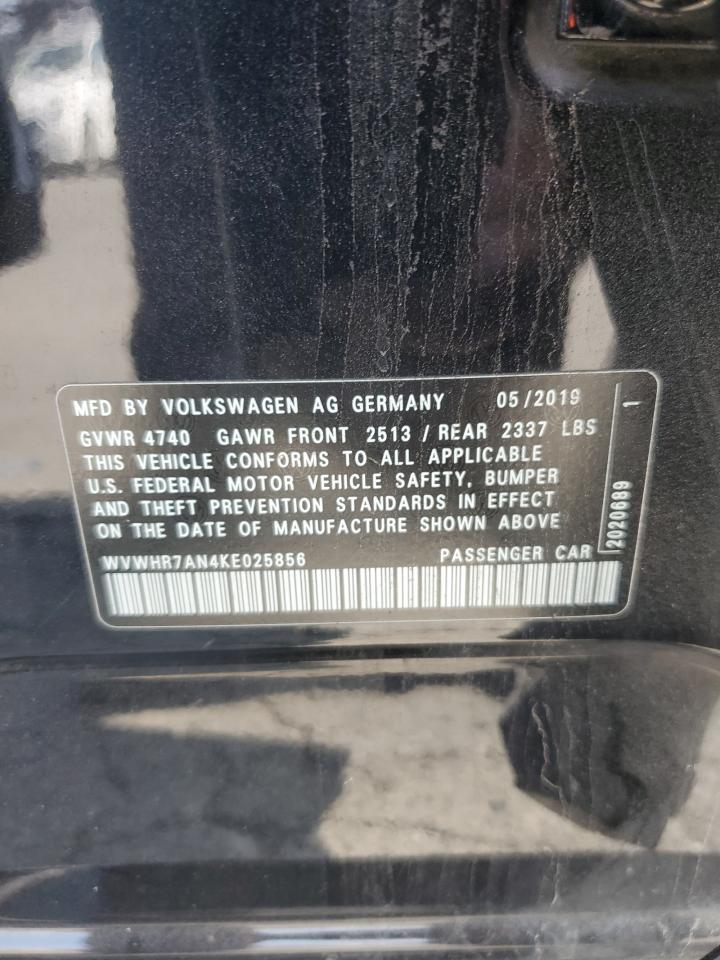 MFD BY VOLKSWAGEN AG GERMANY 05/2019
GVWR 4740 GAWR FRONT 2513 / REAR 2337 LBS
THIS VEHICLE CONFORMS TO ALL APPLICABLE
U.S. FEDERAL MOTOR VEHICLE SAFETY, BUMPER
AND THEFT PREVENTION STANDARDS IN EFFECT
ON THE DATE OF MANUFACTURE SHOWN ABOVE
WVWHR7AN4KE025856 PASSENGER CAR
2020689 1